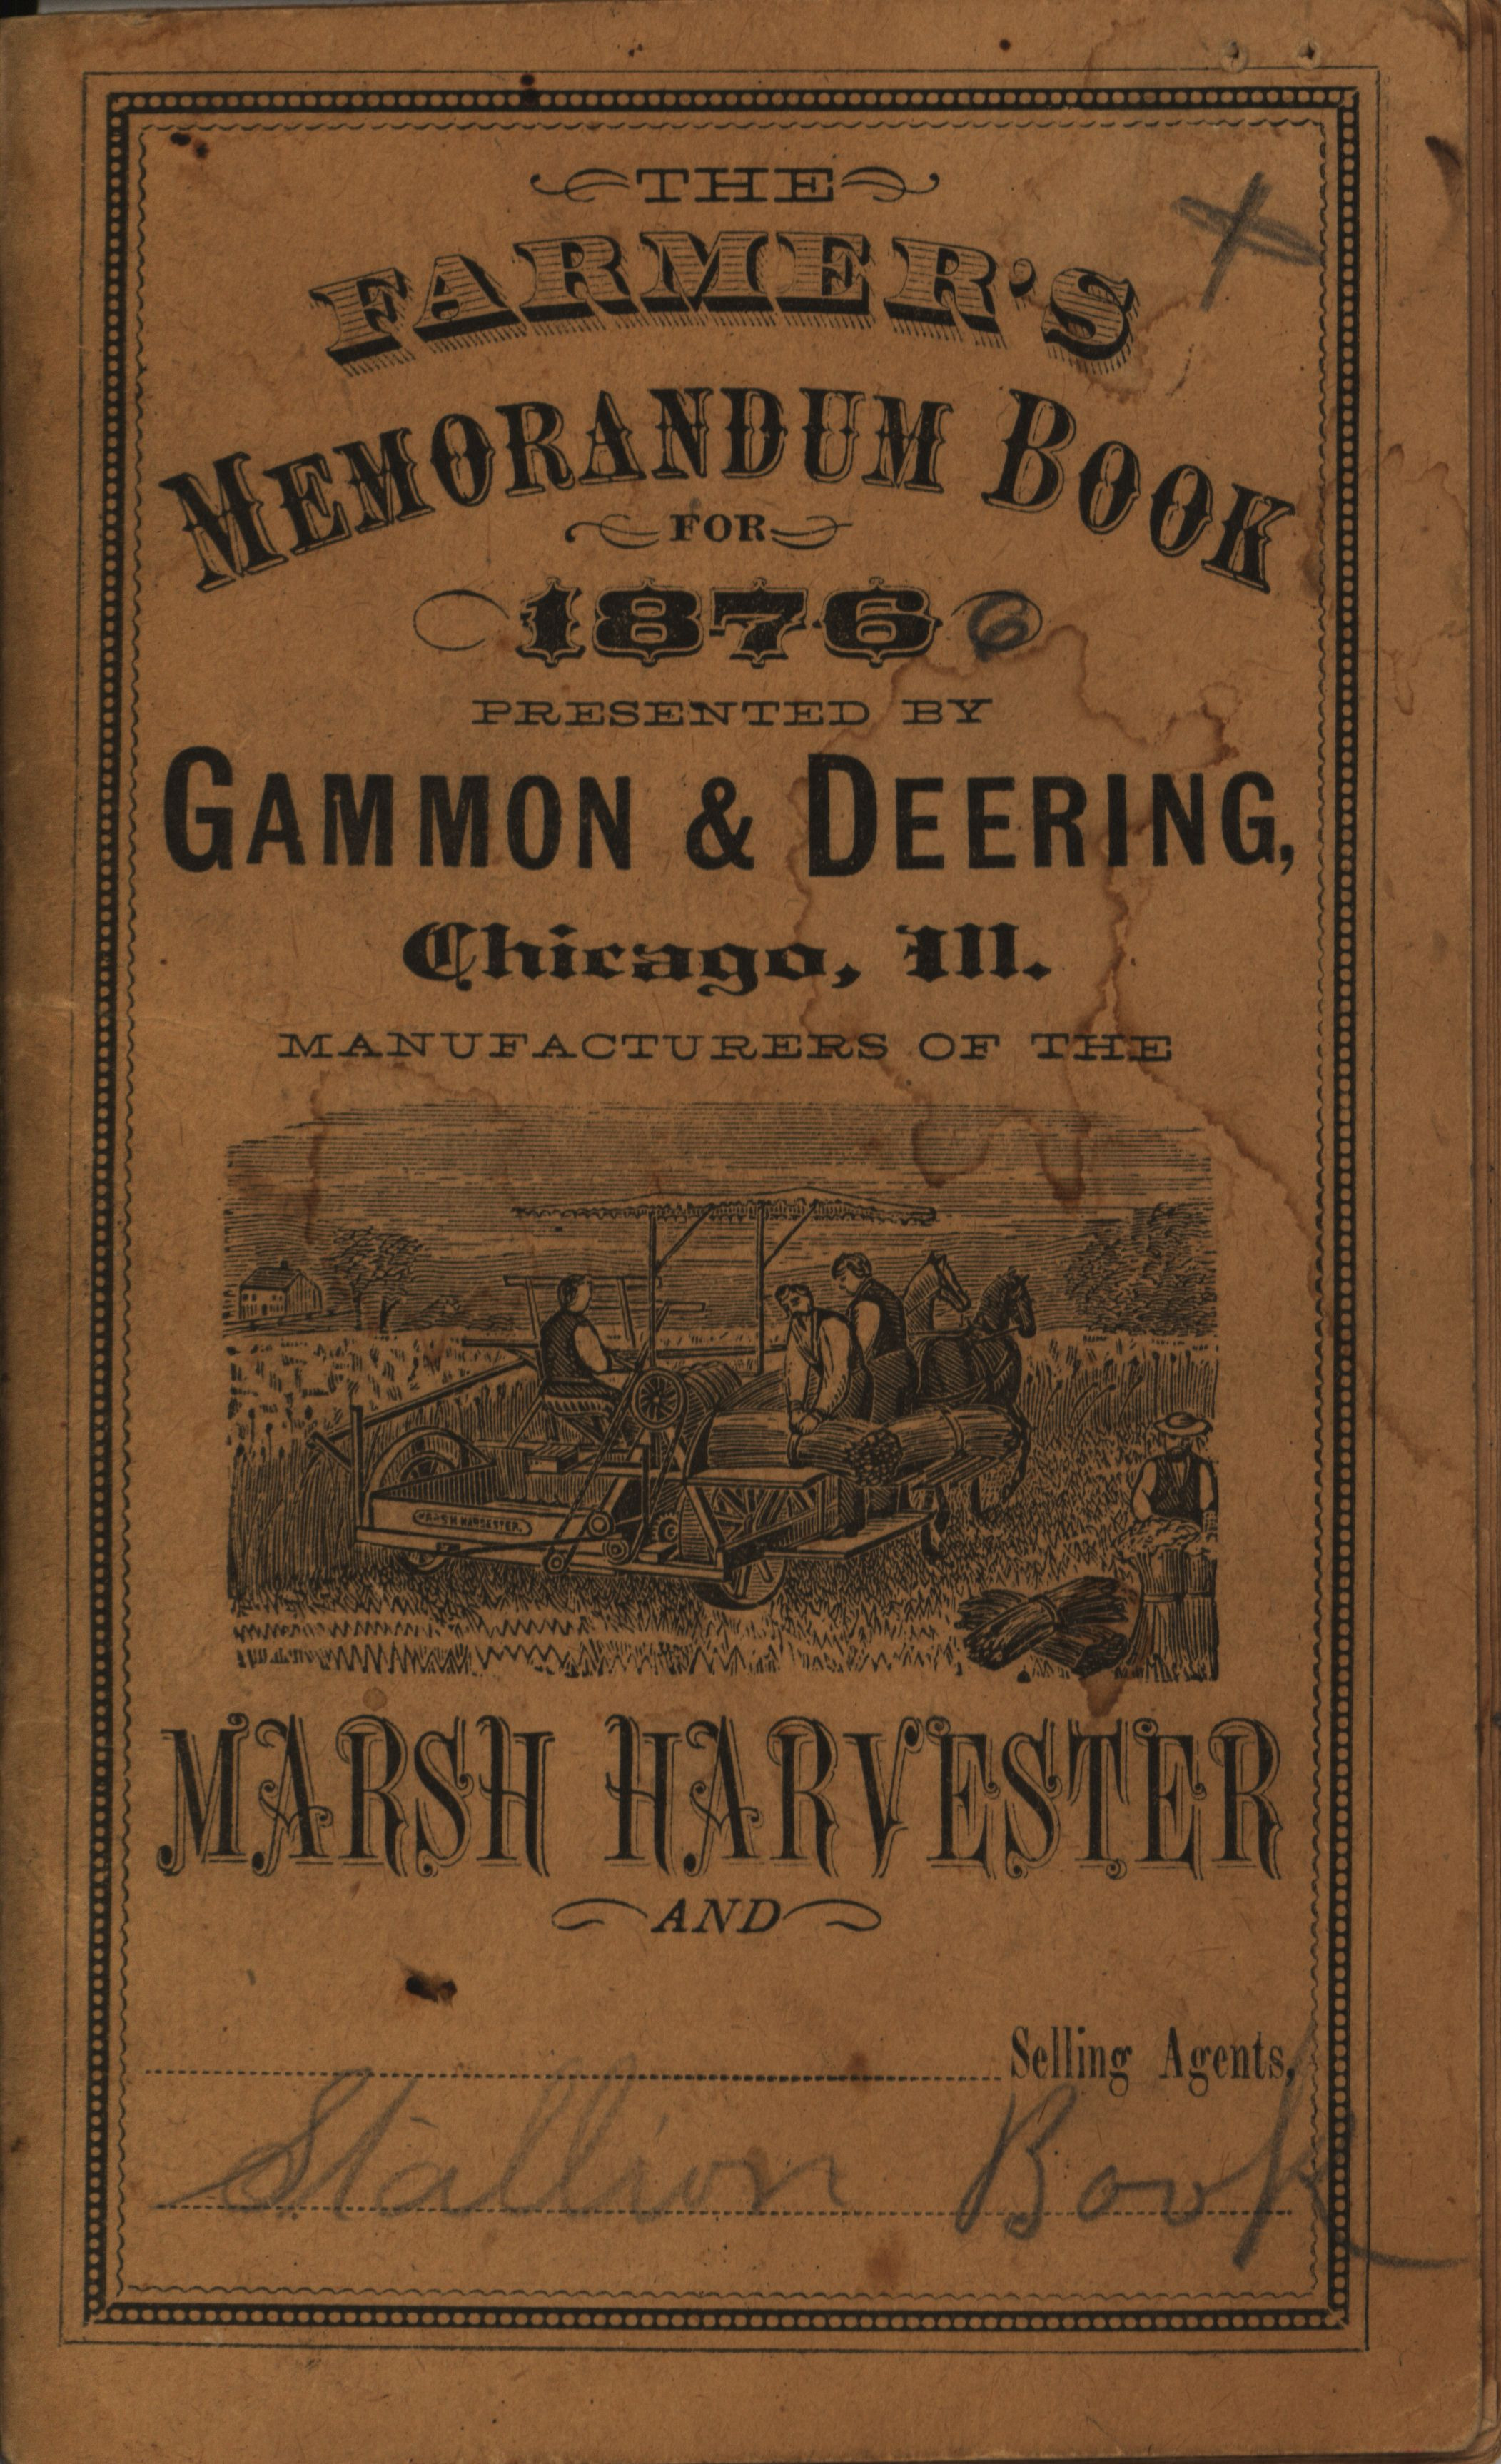 THE
FARMER'S
MEMORANDUM BOOK
FOR
1876 6
PRESENTED BY
GAMMON & DEERING,
Chicago, Ill.
MANUFACTURERS OF THE
MARSH HARVESTER.
MARSH HARVESTER
AND
Selling Agents,
Stallion Book